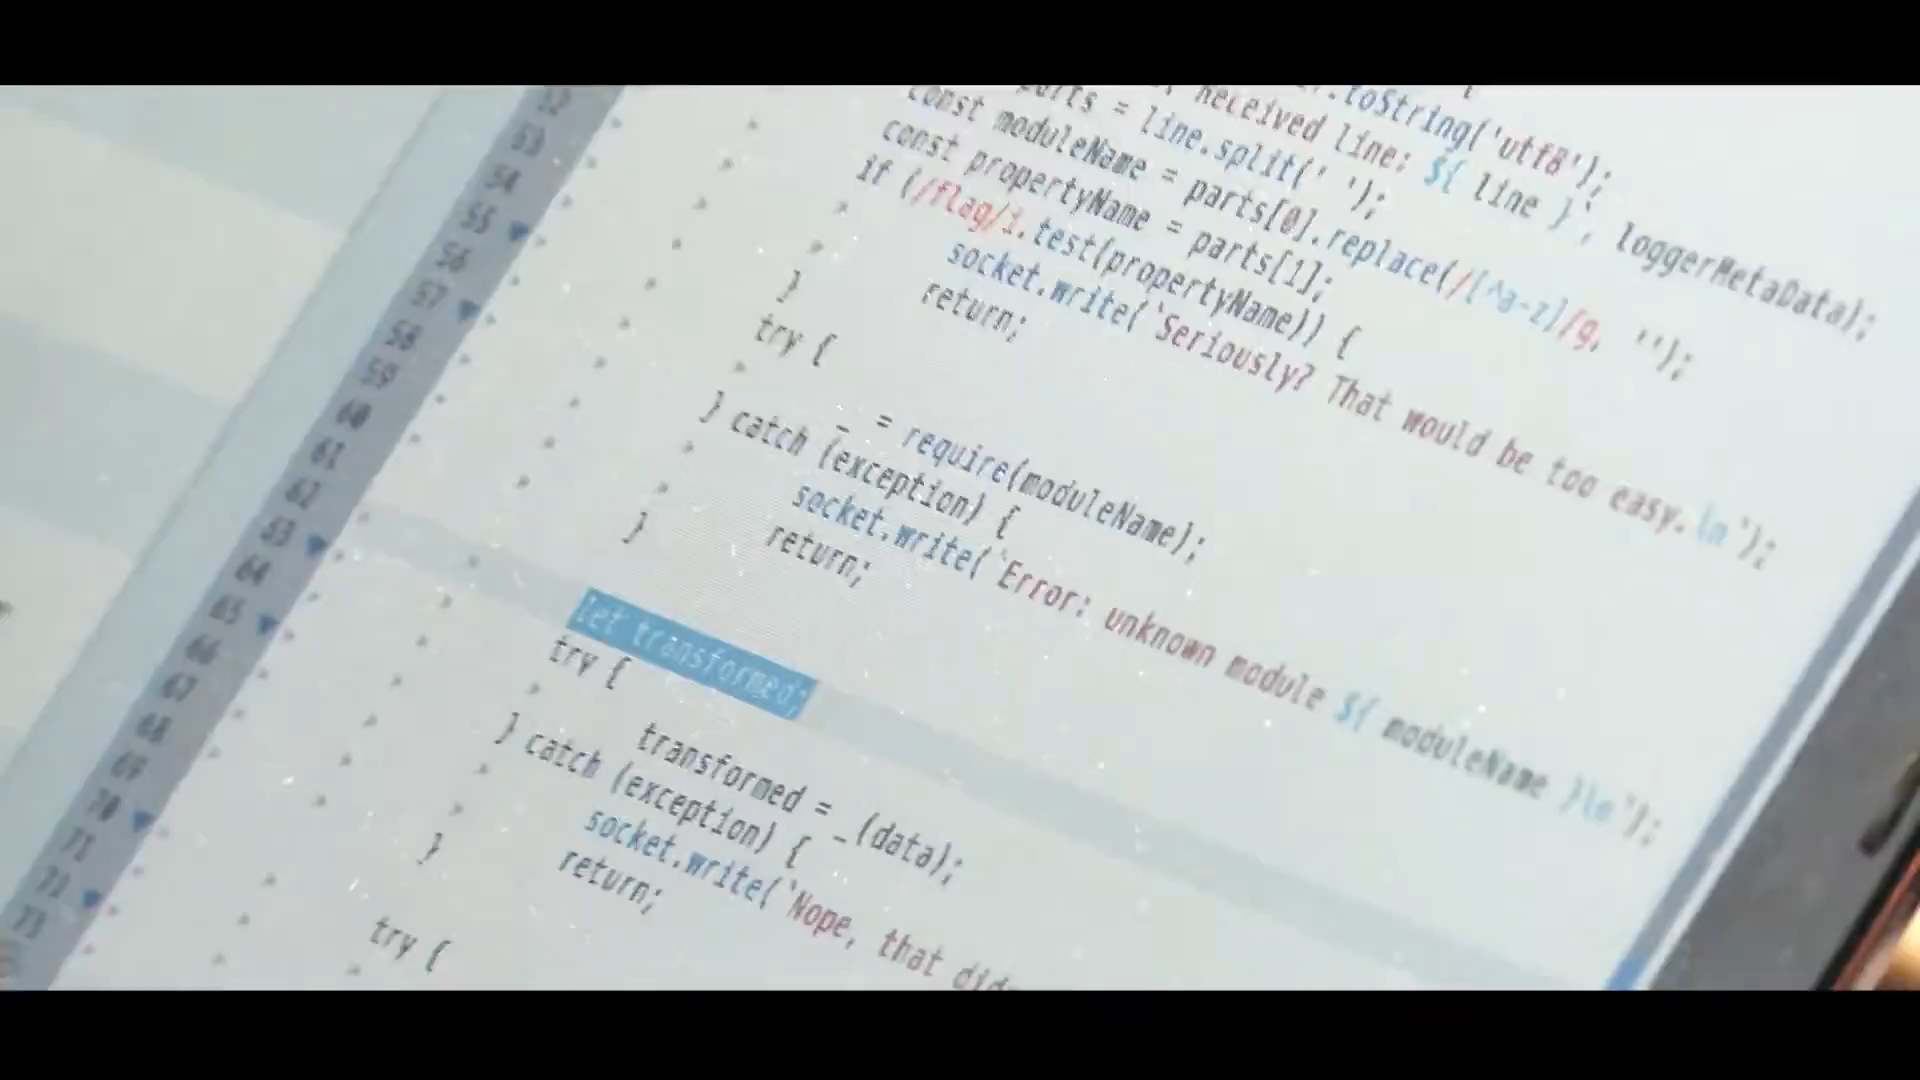 .toString('utf8');
Received line: ${ line }`, loggerMetaData);
parts = line.split(' ');
const moduleName = parts[0].replace(/[^a-z]/g, '');
const propertyName = parts[1];
if (/flag/i.test(propertyName)) {
socket.write(`Seriously? That would be too easy.\n`);
return;
}
try {
_ = require(moduleName);
} catch (exception) {
socket.write(`Error: unknown module ${ moduleName }\n`);
return;
}
let transformed;
try {
transformed = _(data);
} catch (exception) {
socket.write(`Nope, that
return;
}
try {
52
53
54
55
56
57
58
59
60
61
62
63
64
65
66
67
68
69
70
71